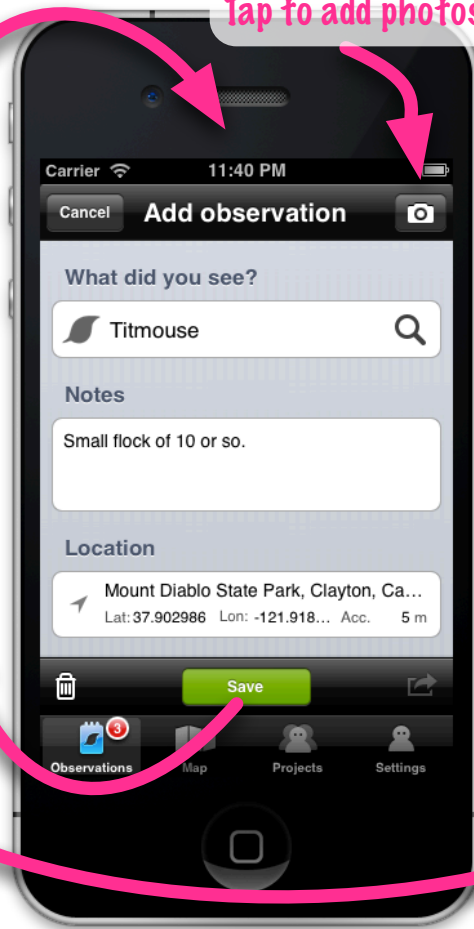 Tap to add photos
Carrier 11:40 PM
Cancel Add observation
What did you see?
Titmouse
Notes
Small flock of 10 or so.
Location
Mount Diablo State Park, Clayton, Ca...
Lat: 37.902986 Lon: -121.918... Acc. 5 m
Save
3
Observations Map Projects Settings